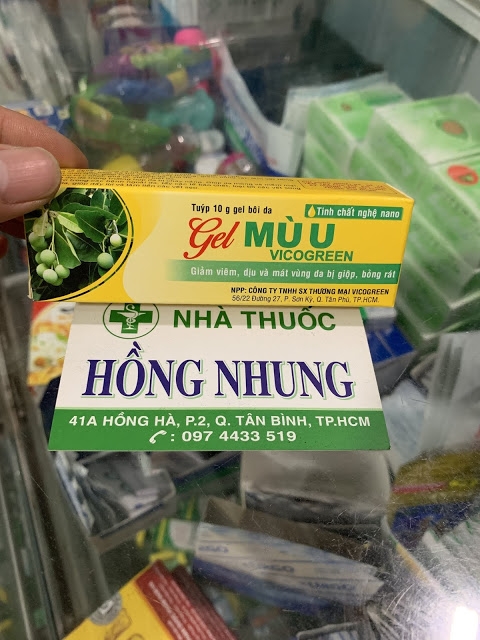 Tuýp 10 g gel bôi da
Tinh chất nghệ nano
Gel MÙ U
VICOGREEN
Giảm viêm, dịu và mát vùng da bị giộp, bỏng rát
NPP: CÔNG TY TNHH SX THƯƠNG MẠI VICOGREEN
56/22 Đường 27, P. Sơn Kỳ, Q. Tân Phú, TP.HCM.
NHÀ THUỐC
HỒNG NHUNG
41A HỒNG HÀ, P.2, Q. TÂN BÌNH, TP.HCM
: 097 4433 519